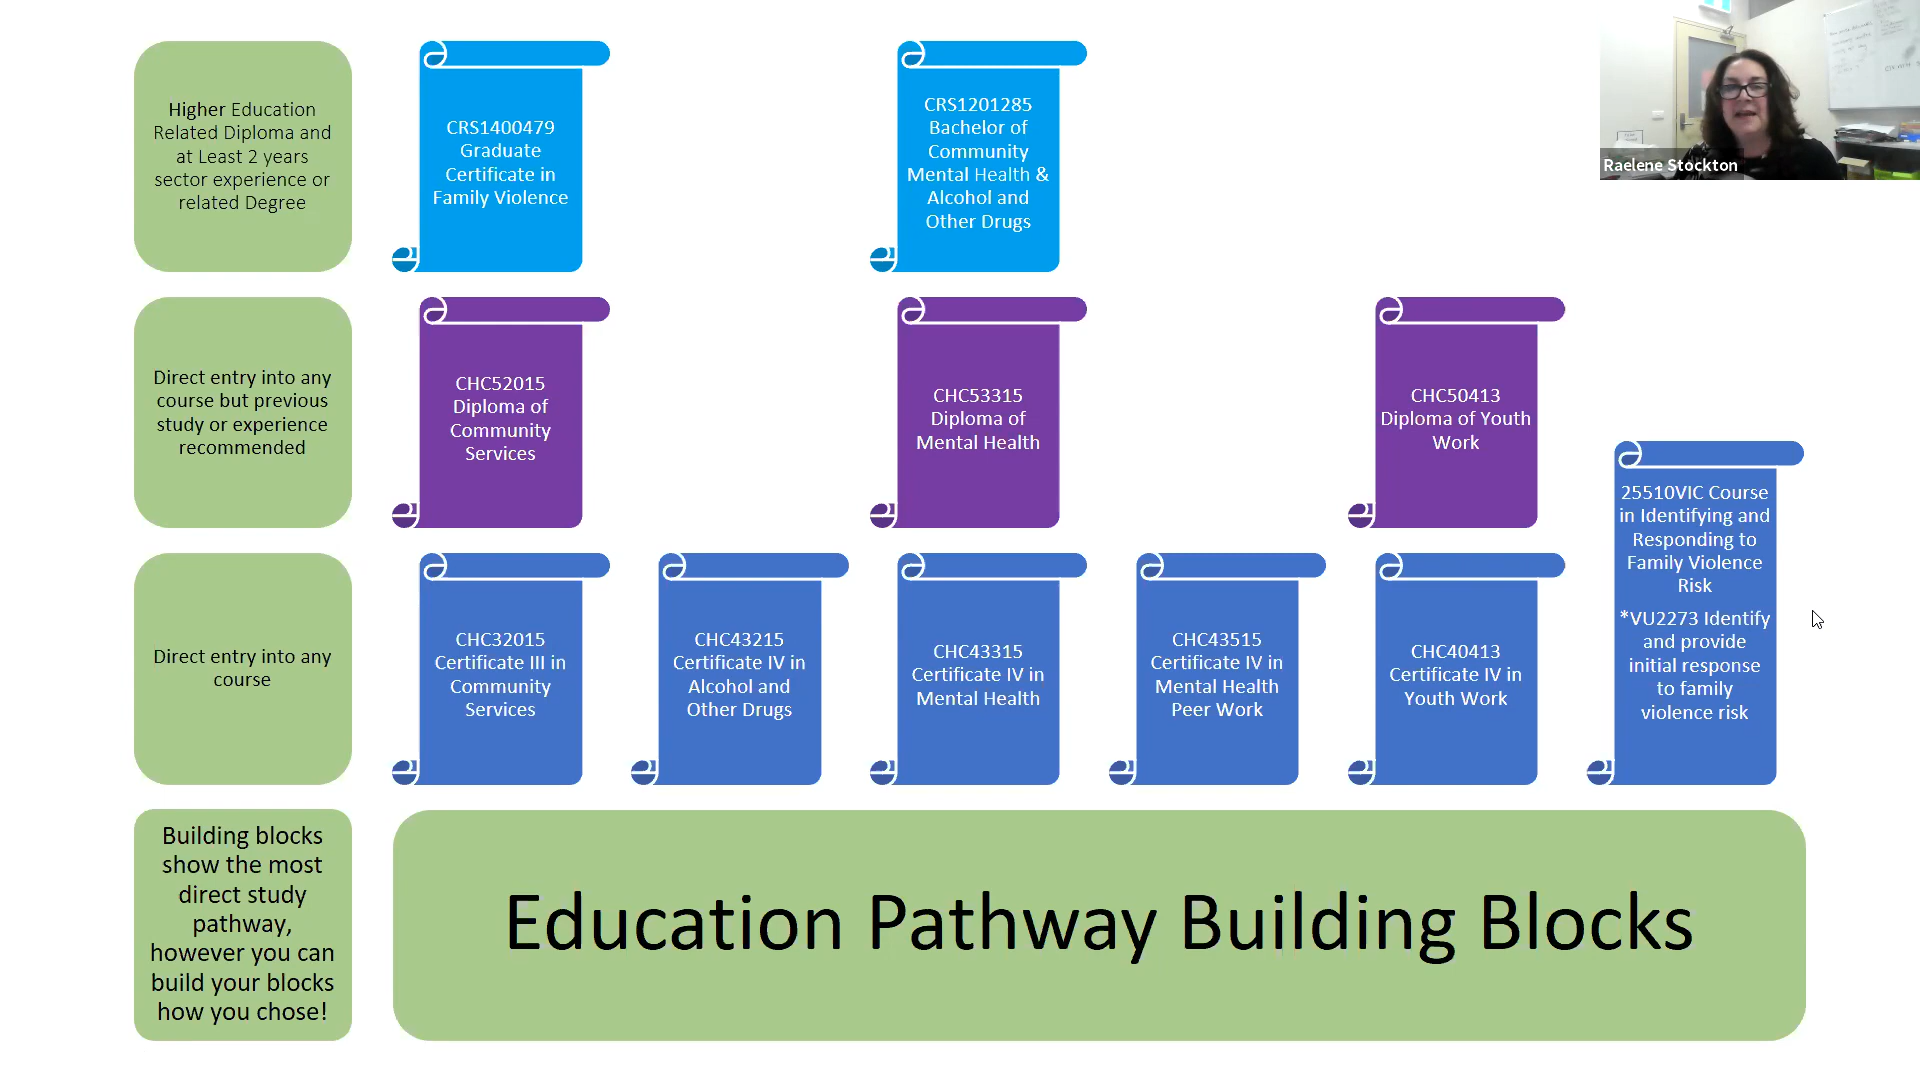 Higher Education
Related Diploma and
at Least 2 years
sector experience or
related Degree
CRS1400479
Graduate
Certificate in
Family Violence
CRS1201285
Bachelor of
Community
Mental Health &
Alcohol and
Other Drugs
Raelene Stockton
Direct entry into any
course but previous
study or experience
recommended
CHC52015
Diploma of
Community
Services
CHC53315
Diploma of
Mental Health
CHC50413
Diploma of Youth
Work
25510VIC Course
in Identifying and
Responding to
Family Violence
Risk
*VU2273 Identify
and provide
initial response
to family
violence risk
Direct entry into any
course
CHC32015
Certificate III in
Community
Services
CHC43215
Certificate IV in
Alcohol and
Other Drugs
CHC43315
Certificate IV in
Mental Health
CHC43515
Certificate IV in
Mental Health
Peer Work
CHC40413
Certificate IV in
Youth Work
Building blocks
show the most
direct study
pathway,
however you can
build your blocks
how you chose!
Education Pathway Building Blocks